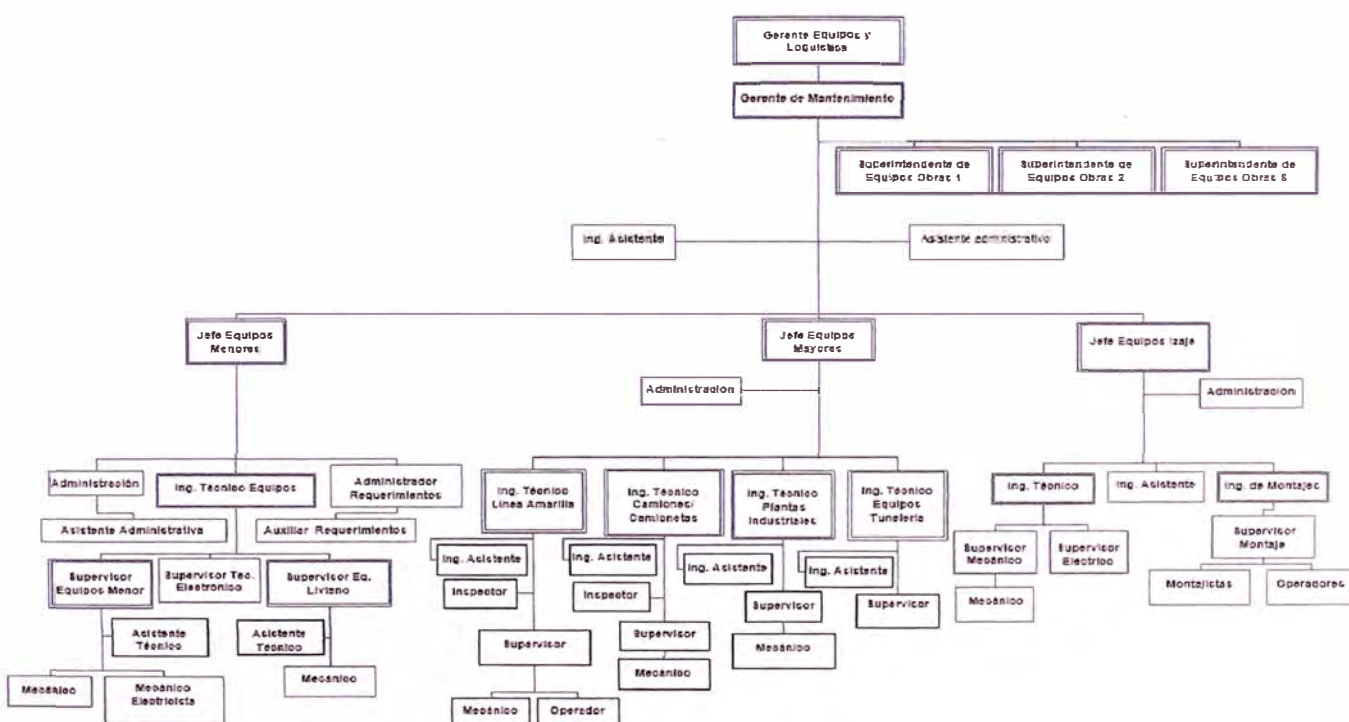 Gerente Equipos y
Loguistica
Gerente de Mantenimiento
Superintendente de
Equipos Obras 1
Superintendente de
Equipos Obras 2
Superintendente de
Equipos Obras
Ing. Asistente
Asistente administrativo
Jefe Equipos
Menores
Jefe Equipos
Mayores
Jefe Equipos Izaje
Administración
Administración
Administración
Ing. Técnico Equipos
Administrador
Requerimientos
Asistente Administrativa
Auxiliar Requerimientos
Supervisor
Equipos Menor
Supervisor Tec.
Electrónico
Supervisor Eq.
Liviano
Asistente
Técnico
Asistente
Técnico
Mecánico
Mecánico
Electricista
Mecánico
Ing. Técnico
Línea Amarilla
Ing. Técnico
Camiones/
Camionetas
Ing. Técnico
Plantas
Industriales
Ing. Técnico
Equipos
Tunelería
Ing. Asistente
Ing. Asistente
Ing. Asistente
Ing. Asistente
Inspector
Inspector
Supervisor
Supervisor
Supervisor
Supervisor
Mecánico
Mecánico
Mecánico
Operador
Ing. Técnico
Ing. Asistente
Ing. de Montajes
Supervisor
Mecánico
Supervisor
Eléctrico
Supervisor
Montaje
Mecánico
Montajistas
Operadores